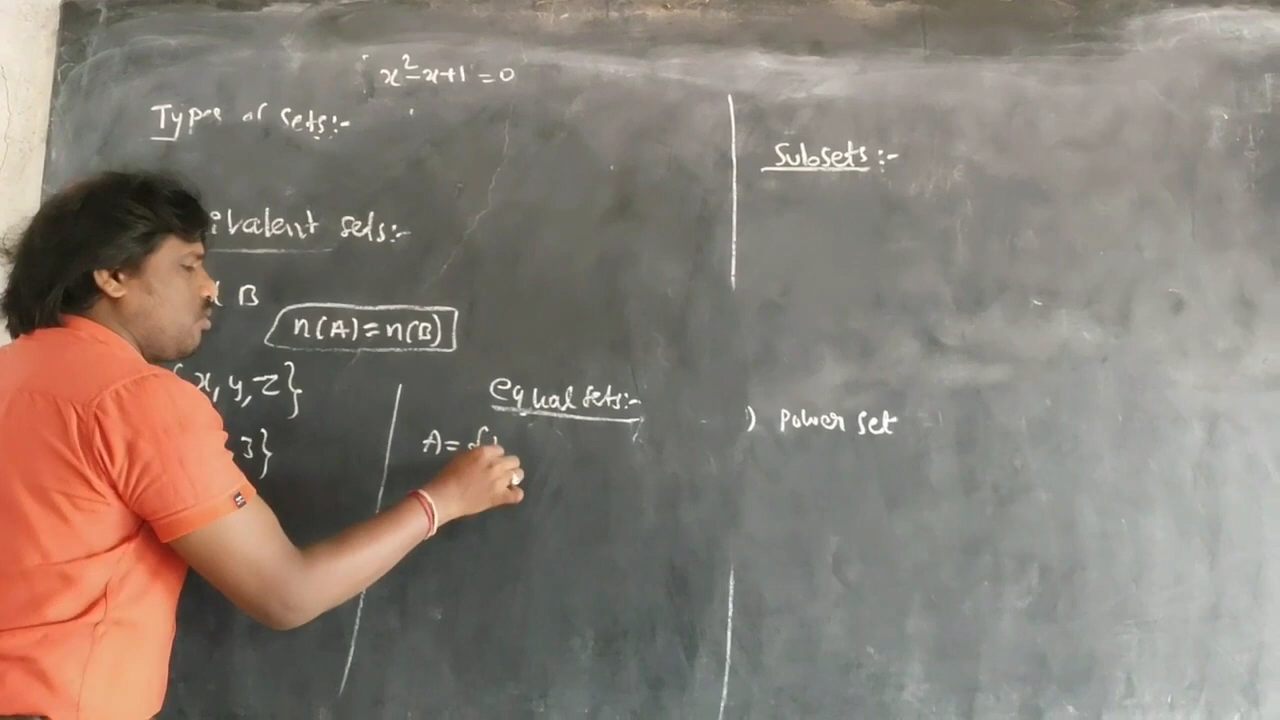 x²-x+1=0
Types of sets:-
ivalent sets:-
B
n(A)=n(B)
x, y, z}
3}
equal sets:-
A={
Subsets:-
) power set